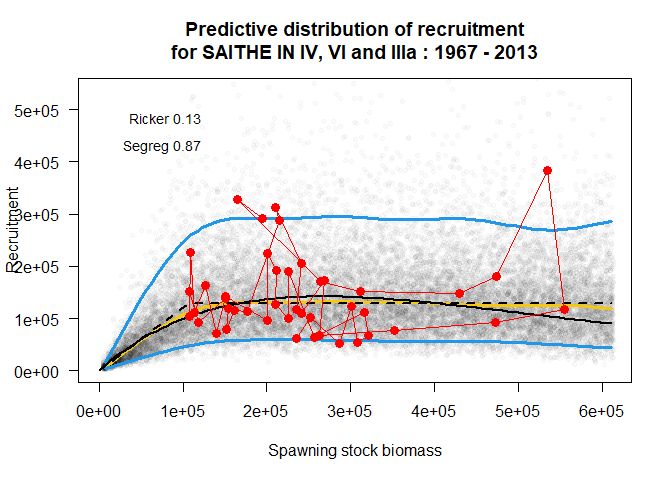 Predictive distribution of recruitment
for SAITHE IN IV, VI and IIIa : 1967 - 2013
Ricker 0.13
Segreg 0.87
Recruitment
5e+05
4e+05
3e+05
2e+05
1e+05
0e+00
0e+00 1e+05 2e+05 3e+05 4e+05 5e+05 6e+05
Spawning stock biomass